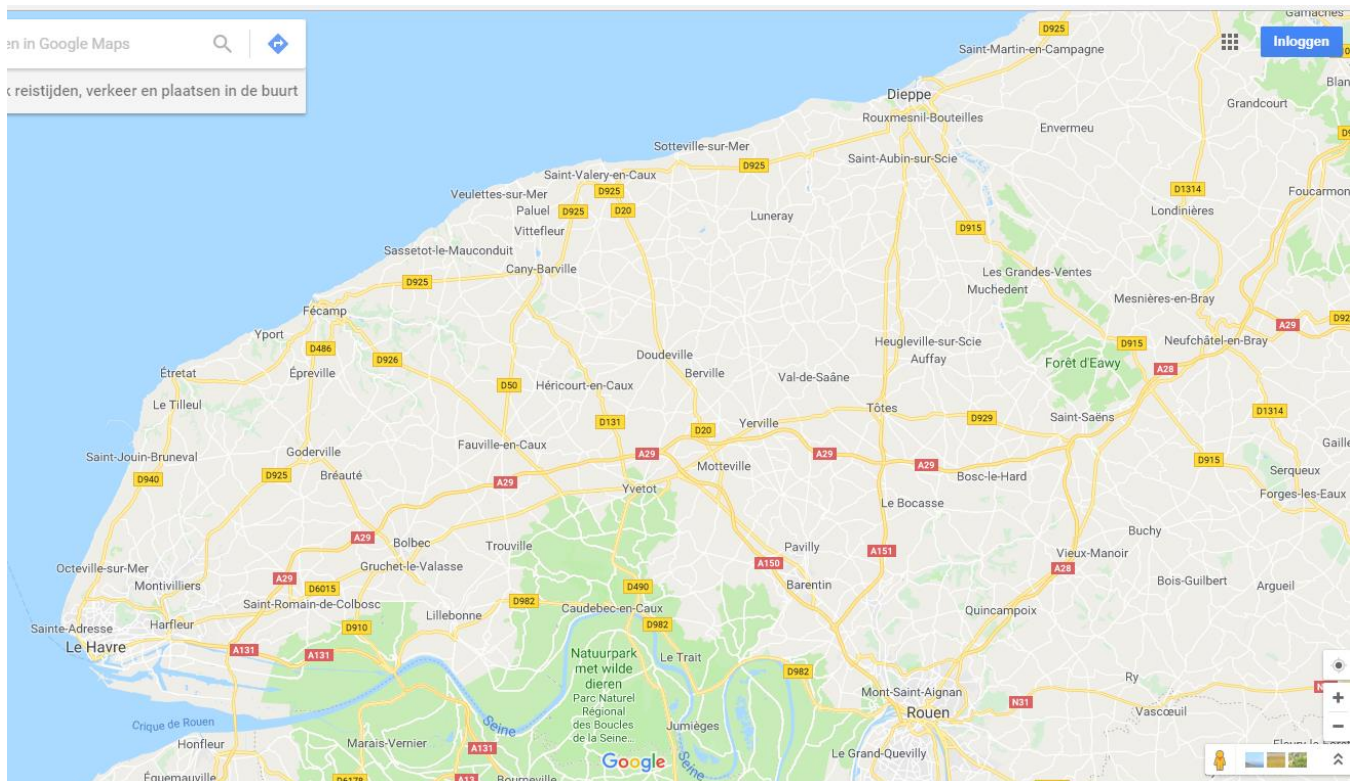 en in Google Maps
reistijden, verkeer en plaatsen in de buurt
Inloggen
Gamaches
D925
Saint-Martin-en-Campagne
Dieppe
Grandcourt
Rouxmesnil-Bouteilles
Envermeu
Sotteville-sur-Mer
Saint-Aubin-sur-Scie
D925
Saint-Valery-en-Caux
Veulettes-sur-Mer
D925
D1314
Paluel
D925
D20
Luneray
Londinières
Vittefleur
D915
Sassetot-le-Mauconduit
Cany-Barville
D925
Les Grandes-Ventes
Muchedent
Mesnières-en-Bray
Fécamp
A29
Yport
D486
D926
Doudeville
Heugleville-sur-Scie
D915
Neufchâtel-en-Bray
Auffay
Forêt d'Eawy
A28
Étretat
Épreville
D50
Héricourt-en-Caux
Berville
Val-de-Saâne
Le Tilleul
Tôtes
D929
Saint-Saëns
D1314
D131
D20
Yerville
Fauville-en-Caux
Goderville
A29
A29
Saint-Jouin-Bruneval
D940
D925
Bréauté
A29
Motteville
A29
Bosc-le-Hard
D915
Serqueux
Yvetot
Le Bocasse
Forges-les-Eaux
A29
Bolbec
Trouville
Pavilly
A151
Buchy
Vieux-Manoir
Octeville-sur-Mer
Gruchet-le-Valasse
A150
A28
Montivilliers
A29
D6015
D490
Barentin
Bois-Guilbert
Argueil
Saint-Romain-de-Colbosc
Lillebonne
D982
Caudebec-en-Caux
Quincampoix
Sainte-Adresse
Harfleur
D910
D982
Le Havre
A131
A131
Natuurpark
met wilde
dieren
Parc Naturel
Régional
des Boucles
de la Seine...
Le Trait
D982
Ry
Mont-Saint-Aignan
Rouen
N31
Vascœuil
Crique de Rouen
Seine
Jumièges
Honfleur
Marais-Vernier
A131
Le Grand-Quevilly
Google
Équemauville
D6178
A13
Bourneville